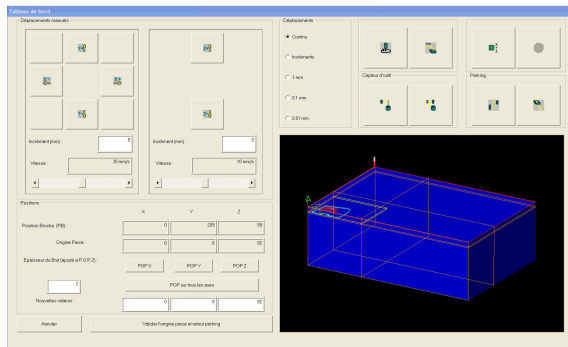 Tableau de bord
Déplacements manuels
Incrément (mm) :
0
Vitesse :
30 mm/s
Incrément (mm) :
0
Vitesse :
10 mm/s
Déplacements
Continu
Incréments
1 mm
0.1 mm
0.01 mm
Capteur d'outil
Parking
Positions
X Y Z
Position Broche (PB) :
0 289 99
Origine Pièce :
0 0 92
Epaisseur du Brut (ajouté à P.O.P Z) :
2
POP X POP Y POP Z
POP sur tous les axes
Nouvelles valeurs :
0 0 92
Annuler
Valider l'origine pièce et retour parking